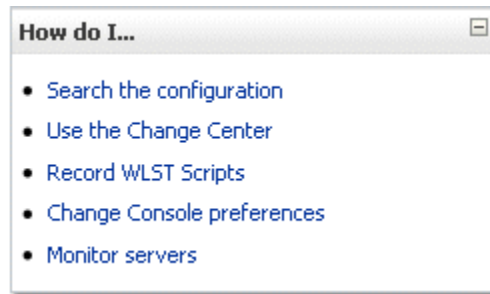 How do I...
Search the configuration
Use the Change Center
Record WLST Scripts
Change Console preferences
Monitor servers